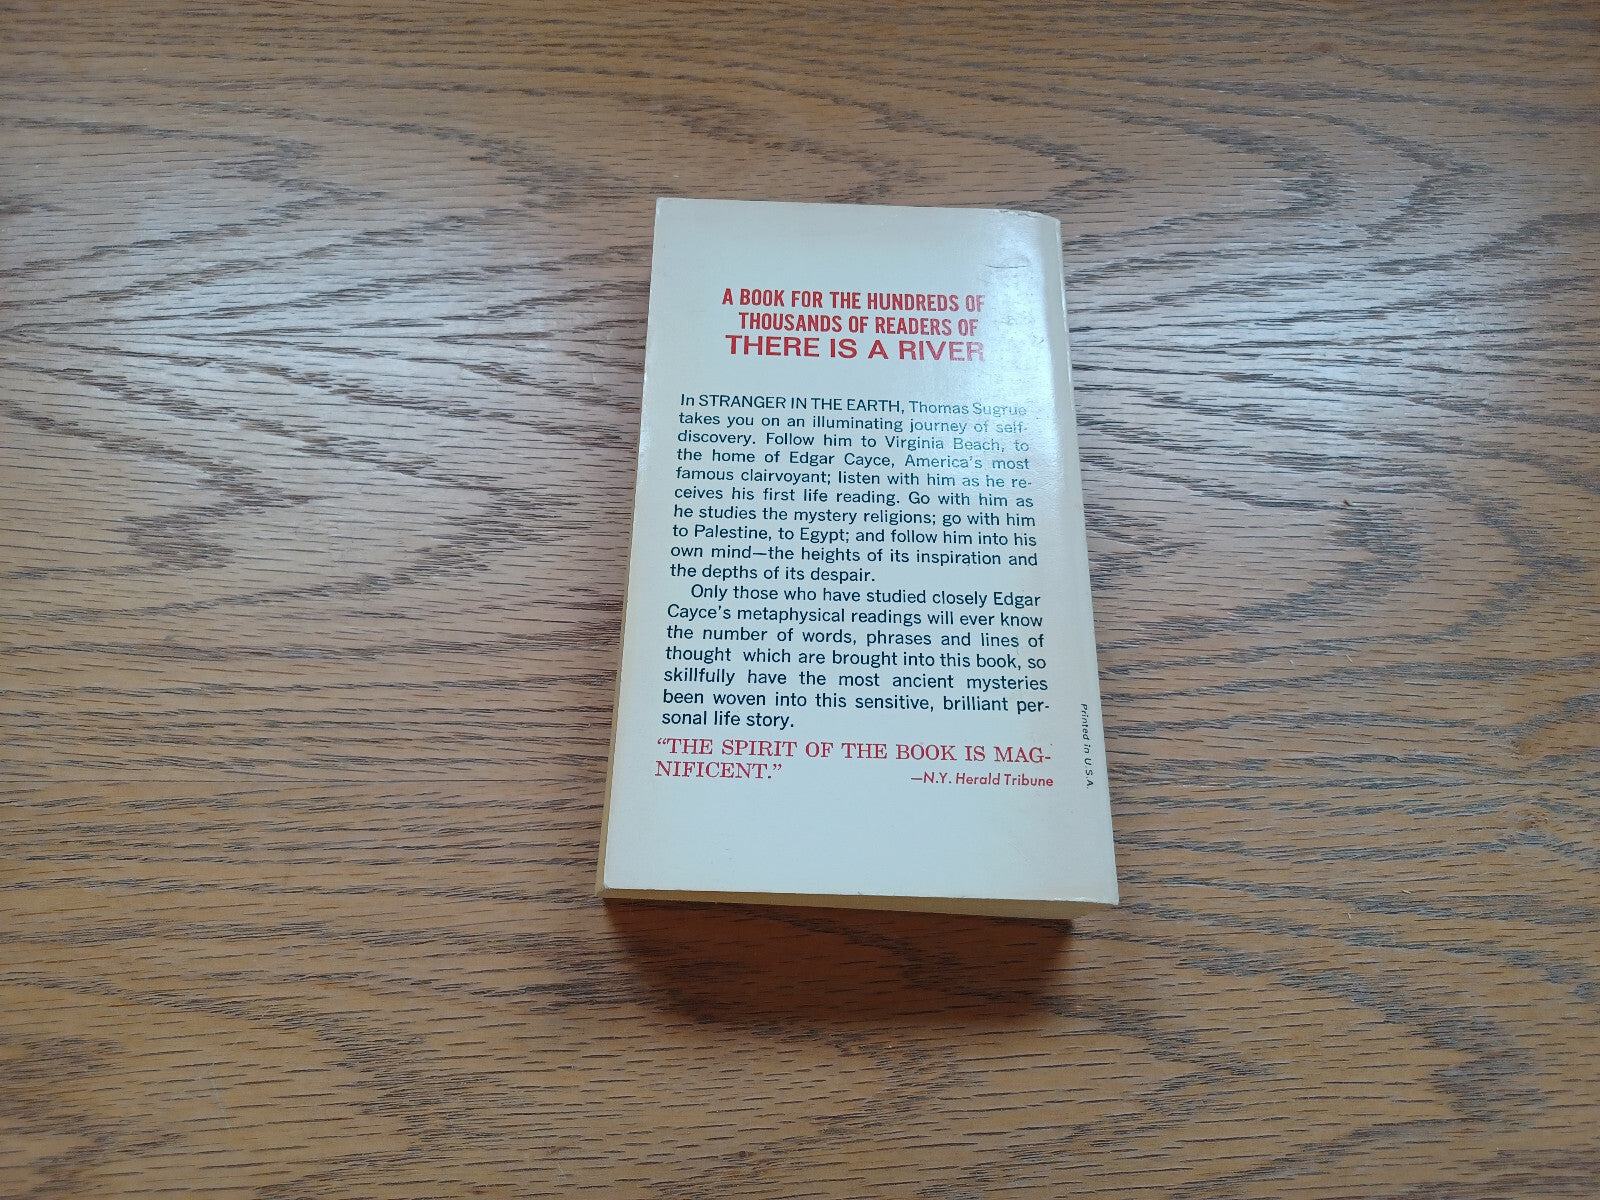 A BOOK FOR THE HUNDREDS OF
THOUSANDS OF READERS OF
THERE IS A RIVER
In STRANGER IN THE EARTH, Thomas Sugrue
takes you on an illuminating journey of self-
discovery. Follow him to Virginia Beach, to
the home of Edgar Cayce, America's most
famous clairvoyant; listen with him as he re-
ceives his first life reading. Go with him as
he studies the mystery religions; go with him
to Palestine, to Egypt; and follow him into his
own mind—the heights of its inspiration and
the depths of its despair.
Only those who have studied closely Edgar
Cayce's metaphysical readings will ever know
the number of words, phrases and lines of
thought which are brought into this book, so
skillfully have the most ancient mysteries
been woven into this sensitive, brilliant per-
sonal life story.
“THE SPIRIT OF THE BOOK IS MAG-
NIFICENT.”
—N.Y. Herald Tribune
Printed in U.S.A.